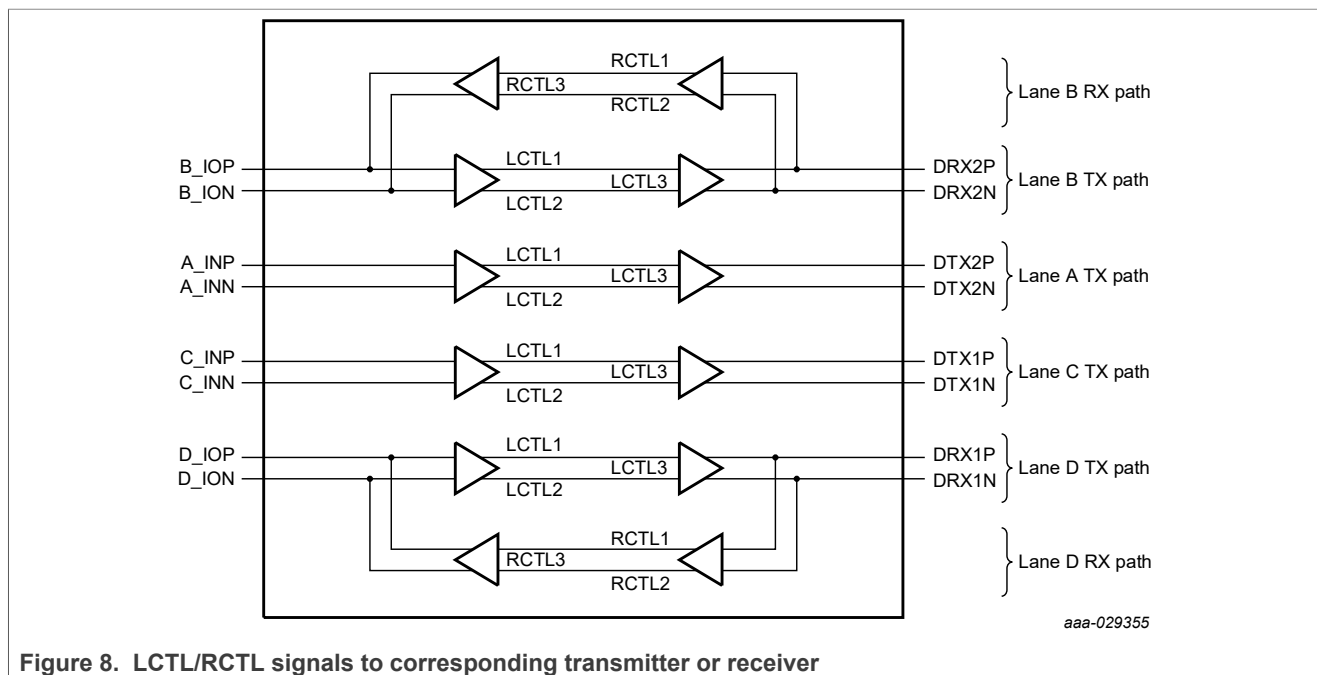 RCTL1
RCTL3
RCTL2
Lane B RX path
B_IOP
B_ION
LCTL1
LCTL3
LCTL2
DRX2P
DRX2N
Lane B TX path
A_INP
A_INN
LCTL1
LCTL3
LCTL2
DTX2P
DTX2N
Lane A TX path
C_INP
C_INN
LCTL1
LCTL3
LCTL2
DTX1P
DTX1N
Lane C TX path
D_IOP
D_ION
LCTL1
LCTL3
LCTL2
DRX1P
DRX1N
Lane D TX path
RCTL1
RCTL3
RCTL2
Lane D RX path
aaa-029355
Figure 8. LCTL/RCTL signals to corresponding transmitter or receiver